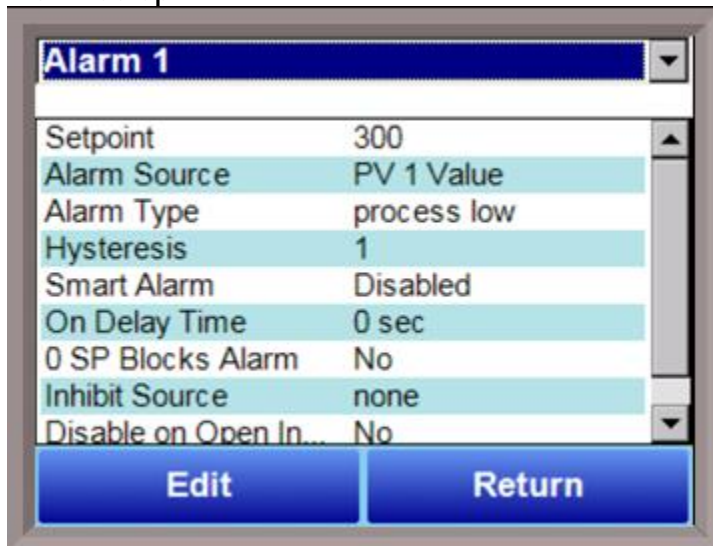 Alarm 1
Setpoint 300
Alarm Source PV 1 Value
Alarm Type process low
Hysteresis 1
Smart Alarm Disabled
On Delay Time 0 sec
0 SP Blocks Alarm No
Inhibit Source none
Disable on Open In... No
Edit Return